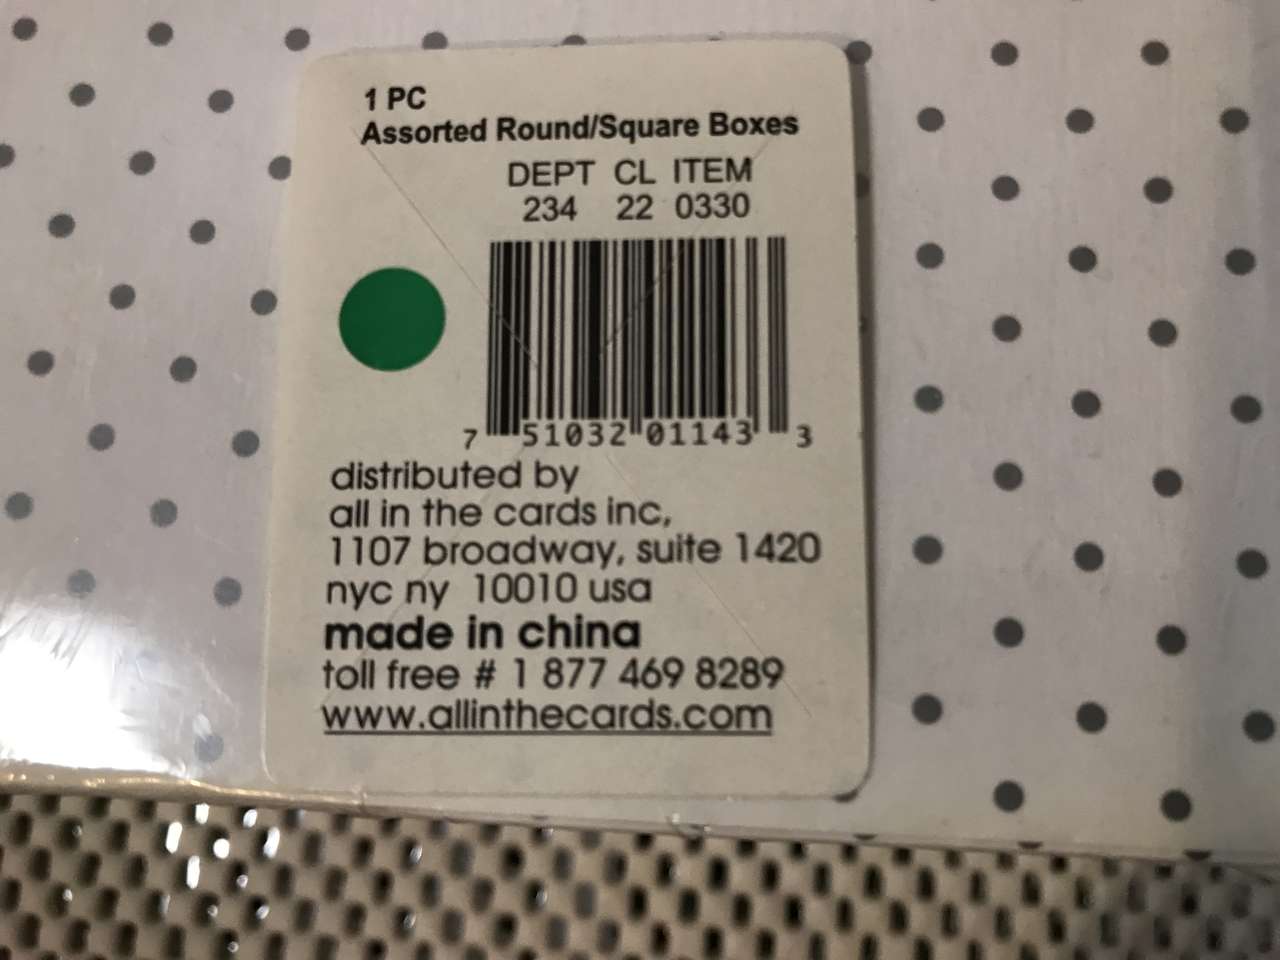 1 PC
Assorted Round/Square Boxes
DEPT CL ITEM
234 22 0330
7 51032 01143 3
distributed by
all in the cards inc,
1107 broadway, suite 1420
nyc ny 10010 usa
made in china
toll free # 1 877 469 8289
www.allinthecards.com